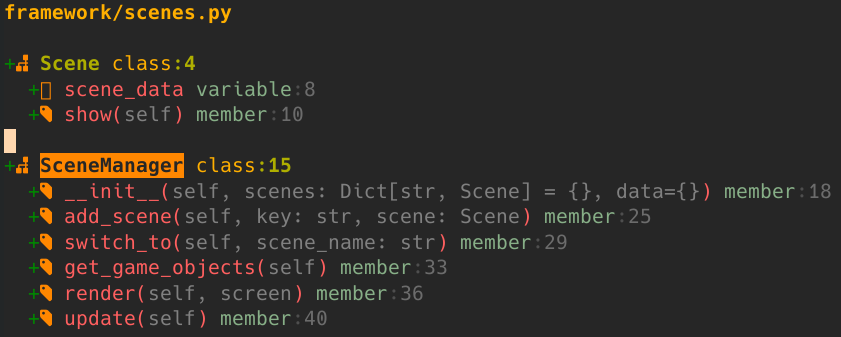 framework/scenes.py
+ Scene class:4
+ scene_data variable:8
+ show(self) member:10
+ SceneManager class:15
+ __init__(self, scenes: Dict[str, Scene] = {}, data={}) member:18
+ add_scene(self, key: str, scene: Scene) member:25
+ switch_to(self, scene_name: str) member:29
+ get_game_objects(self) member:33
+ render(self, screen) member:36
+ update(self) member:40